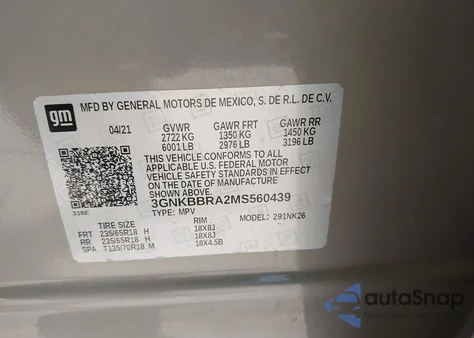 gm
MFD BY GENERAL MOTORS DE MEXICO, S. DE R.L. DE C.V.
04/21 GVWR GAWR FRT GAWR RR
2722 KG 1350 KG 1450 KG
6001 LB 2976 LB 3196 LB
THIS VEHICLE CONFORMS TO ALL
APPLICABLE U.S. FEDERAL MOTOR
VEHICLE SAFETY STANDARDS IN EFFECT ON
THE DATE OF MANUFACTURE
3GNKBBRA2MS560439
316E
TYPE: MPV MODEL: 291NK26
TIRE SIZE RIM
FRT 235/65R18 H 18X8J
RR 235/65R18 H 18X8J
SPA T135/70R18 M 18X4.5B
autoSnap